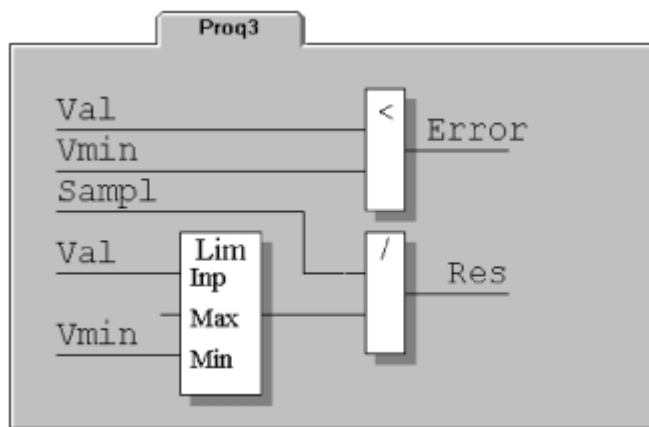 Proq3
Val
<
Error
Vmin
Sampl
Val
Lim
/
Inp
Res
Max
Vmin
Min